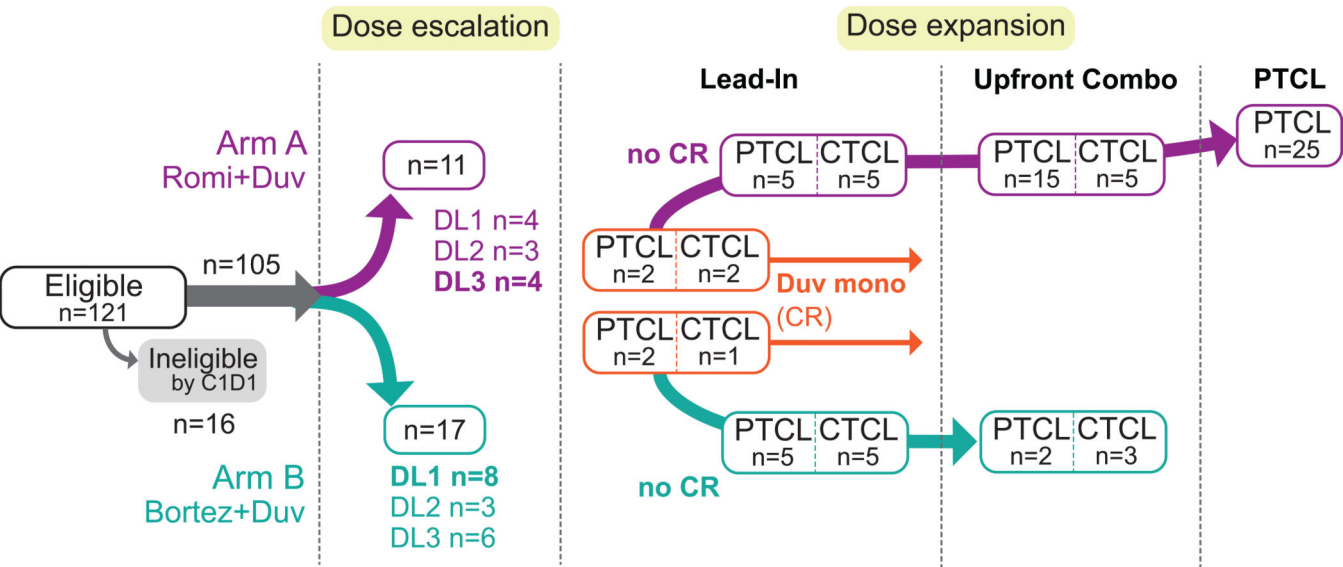 Dose escalation
Dose expansion
Lead-In
Upfront Combo
PTCL
Arm A
Romi+Duv
n=11
DL1 n=4
DL2 n=3
DL3 n=4
no CR
PTCL CTCL
n=5 n=5
PTCL CTCL
n=15 n=5
PTCL
n=25
n=105
Eligible
n=121
Ineligible
by C1D1
n=16
PTCL CTCL
n=2 n=2
Duv mono
(CR)
PTCL CTCL
n=2 n=1
Arm B
Bortez+Duv
n=17
DL1 n=8
DL2 n=3
DL3 n=6
no CR
PTCL CTCL
n=5 n=5
PTCL CTCL
n=2 n=3